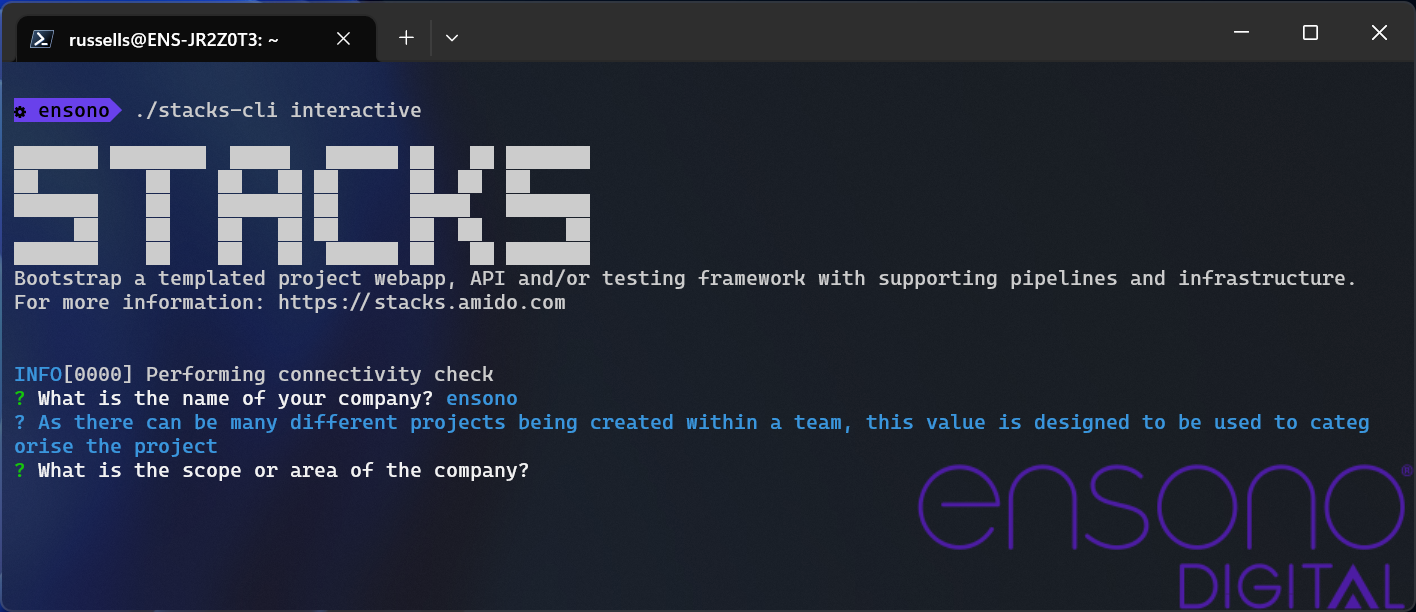 russells@ENS-JR2Z0T3: ~
ensono ./stacks-cli interactive
STACKS
Bootstrap a templated project webapp, API and/or testing framework with supporting pipelines and infrastructure.
For more information: https://stacks.amido.com
INFO[0000] Performing connectivity check
? What is the name of your company? ensono
? As there can be many different projects being created within a team, this value is designed to be used to categ
orise the project
? What is the scope or area of the company?
ensono®
DIGITAL